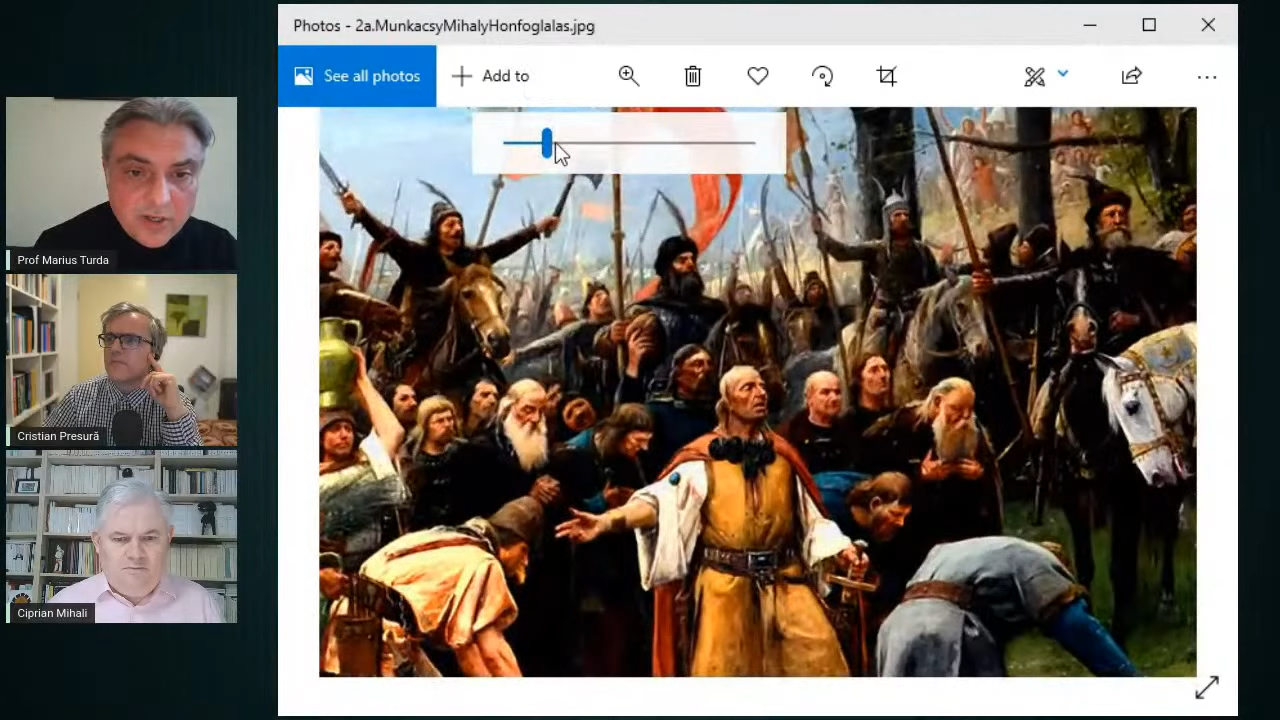 Photos - 2a.MunkacsyMihalyHonfoglalas.jpg
See all photos
Add to
Prof Marius Turda
Cristian Presură
Ciprian Mihali